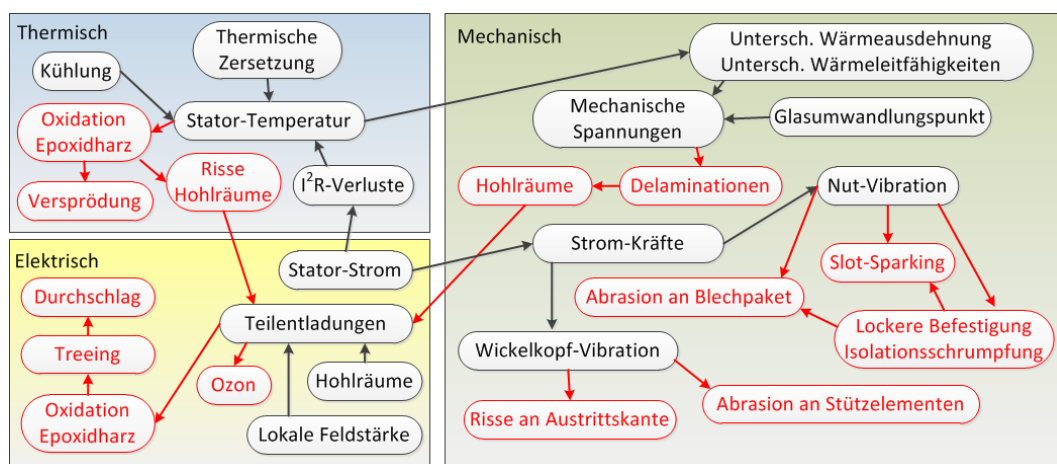 Thermisch
Thermische
Zersetzung
Kühlung
Oxidation
Epoxidharz
Stator-Temperatur
Risse
Hohlräume
Versprödung
I²R-Verluste
Elektrisch
Stator-Strom
Durchschlag
Teilentladungen
Treeing
Ozon
Hohlräume
Oxidation
Epoxidharz
Lokale Feldstärke
Mechanisch
Untersch. Wärmeausdehnung
Untersch. Wärmeleitfähigkeiten
Mechanische
Spannungen
Glasumwandlungspunkt
Hohlräume
Delaminationen
Nut-Vibration
Strom-Kräfte
Slot-Sparking
Abrasion an Blechpaket
Lockere Befestigung
Isolationsschrumpfung
Wickelkopf-Vibration
Risse an Austrittskante
Abrasion an Stützelementen